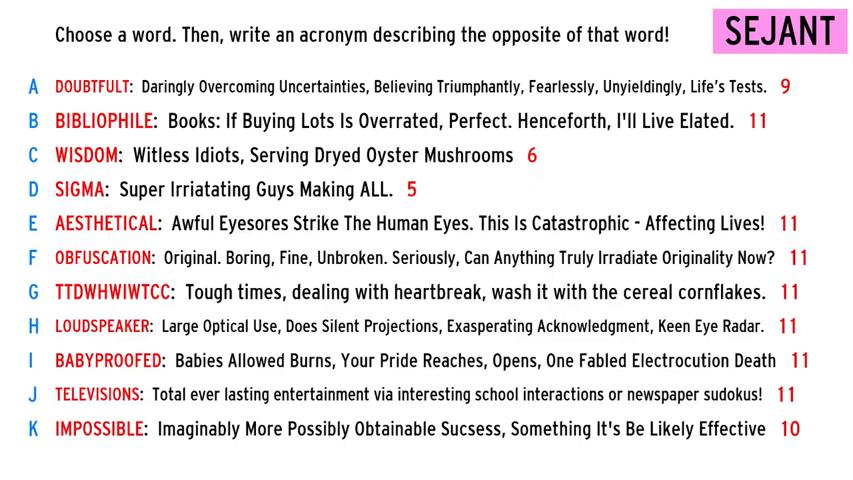 Choose a word. Then, write an acronym describing the opposite of that word!
SEJANT
A DOUBTFULT: Daringly Overcoming Uncertainties, Believing Triumphantly, Fearlessly, Unyieldingly, Life's Tests. 9
B BIBLIOPHILE: Books: If Buying Lots Is Overrated, Perfect. Henceforth, I'll Live Elated. 11
C WISDOM: Witless Idiots, Serving Dryed Oyster Mushrooms 6
D SIGMA: Super Irriatating Guys Making ALL. 5
E AESTHETICAL: Awful Eyesores Strike The Human Eyes. This Is Catastrophic - Affecting Lives! 11
F OBFUSCATION: Original. Boring, Fine, Unbroken. Seriously, Can Anything Truly Irradiate Originality Now? 11
G TTDWHWIWTCC: Tough times, dealing with heartbreak, wash it with the cereal cornflakes. 11
H LOUDSPEAKER: Large Optical Use, Does Silent Projections, Exasperating Acknowledgment, Keen Eye Radar. 11
I BABYPROOFED: Babies Allowed Burns, Your Pride Reaches, Opens, One Fabled Electrocution Death 11
J TELEVISIONS: Total ever lasting entertainment via interesting school interactions or newspaper sudokus! 11
K IMPOSSIBLE: Imaginably More Possibly Obtainable Sucsess, Something It's Be Likely Effective 10